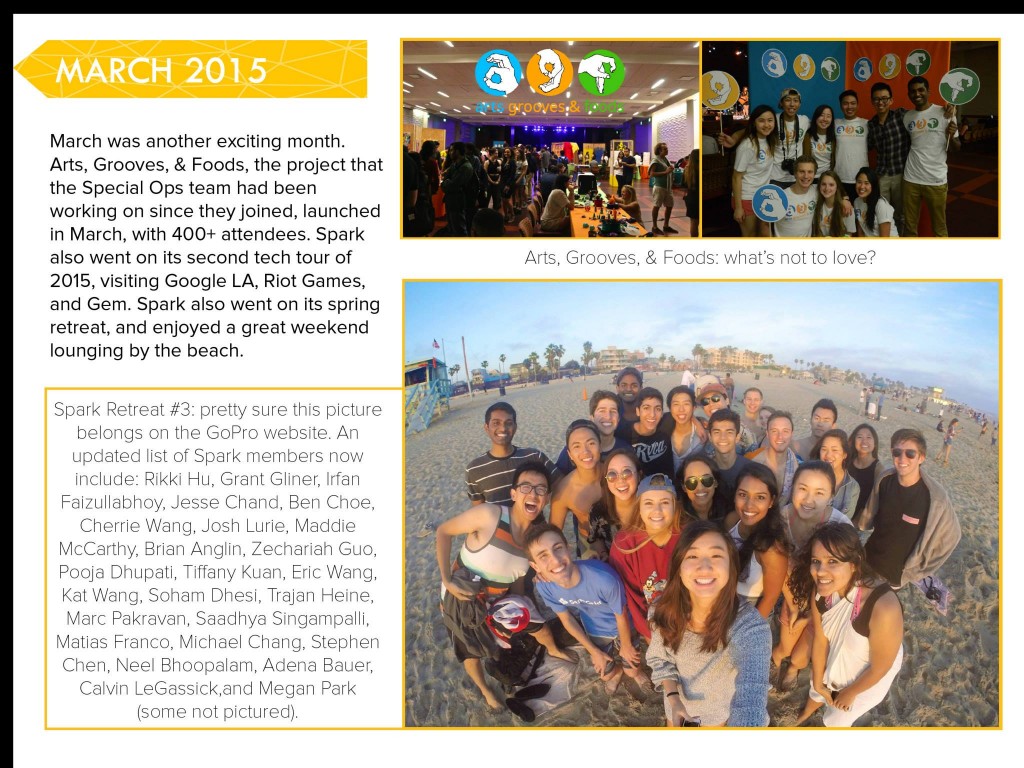 MARCH 2015
March was another exciting month.
Arts, Grooves, & Foods, the project that
the Special Ops team had been
working on since they joined, launched
in March, with 400+ attendees. Spark
also went on its second tech tour of
2015, visiting Google LA, Riot Games,
and Gem. Spark also went on its spring
retreat, and enjoyed a great weekend
lounging by the beach.
arts grooves & foods
Arts, Grooves, & Foods: what's not to love?
Spark Retreat #3: pretty sure this picture
belongs on the GoPro website. An
updated list of Spark members now
include: Rikki Hu, Grant Gliner, Irfan
Faizullabhoy, Jesse Chand, Ben Choe,
Cherrie Wang, Josh Lurie, Maddie
McCarthy, Brian Anglin, Zechariah Guo,
Pooja Dhupati, Tiffany Kuan, Eric Wang,
Kat Wang, Soham Dhesi, Trajan Heine,
Marc Pakravan, Saadhya Singampalli,
Matias Franco, Michael Chang, Stephen
Chen, Neel Bhoopalam, Adena Bauer,
Calvin LeGassick,and Megan Park
(some not pictured).
RVCA